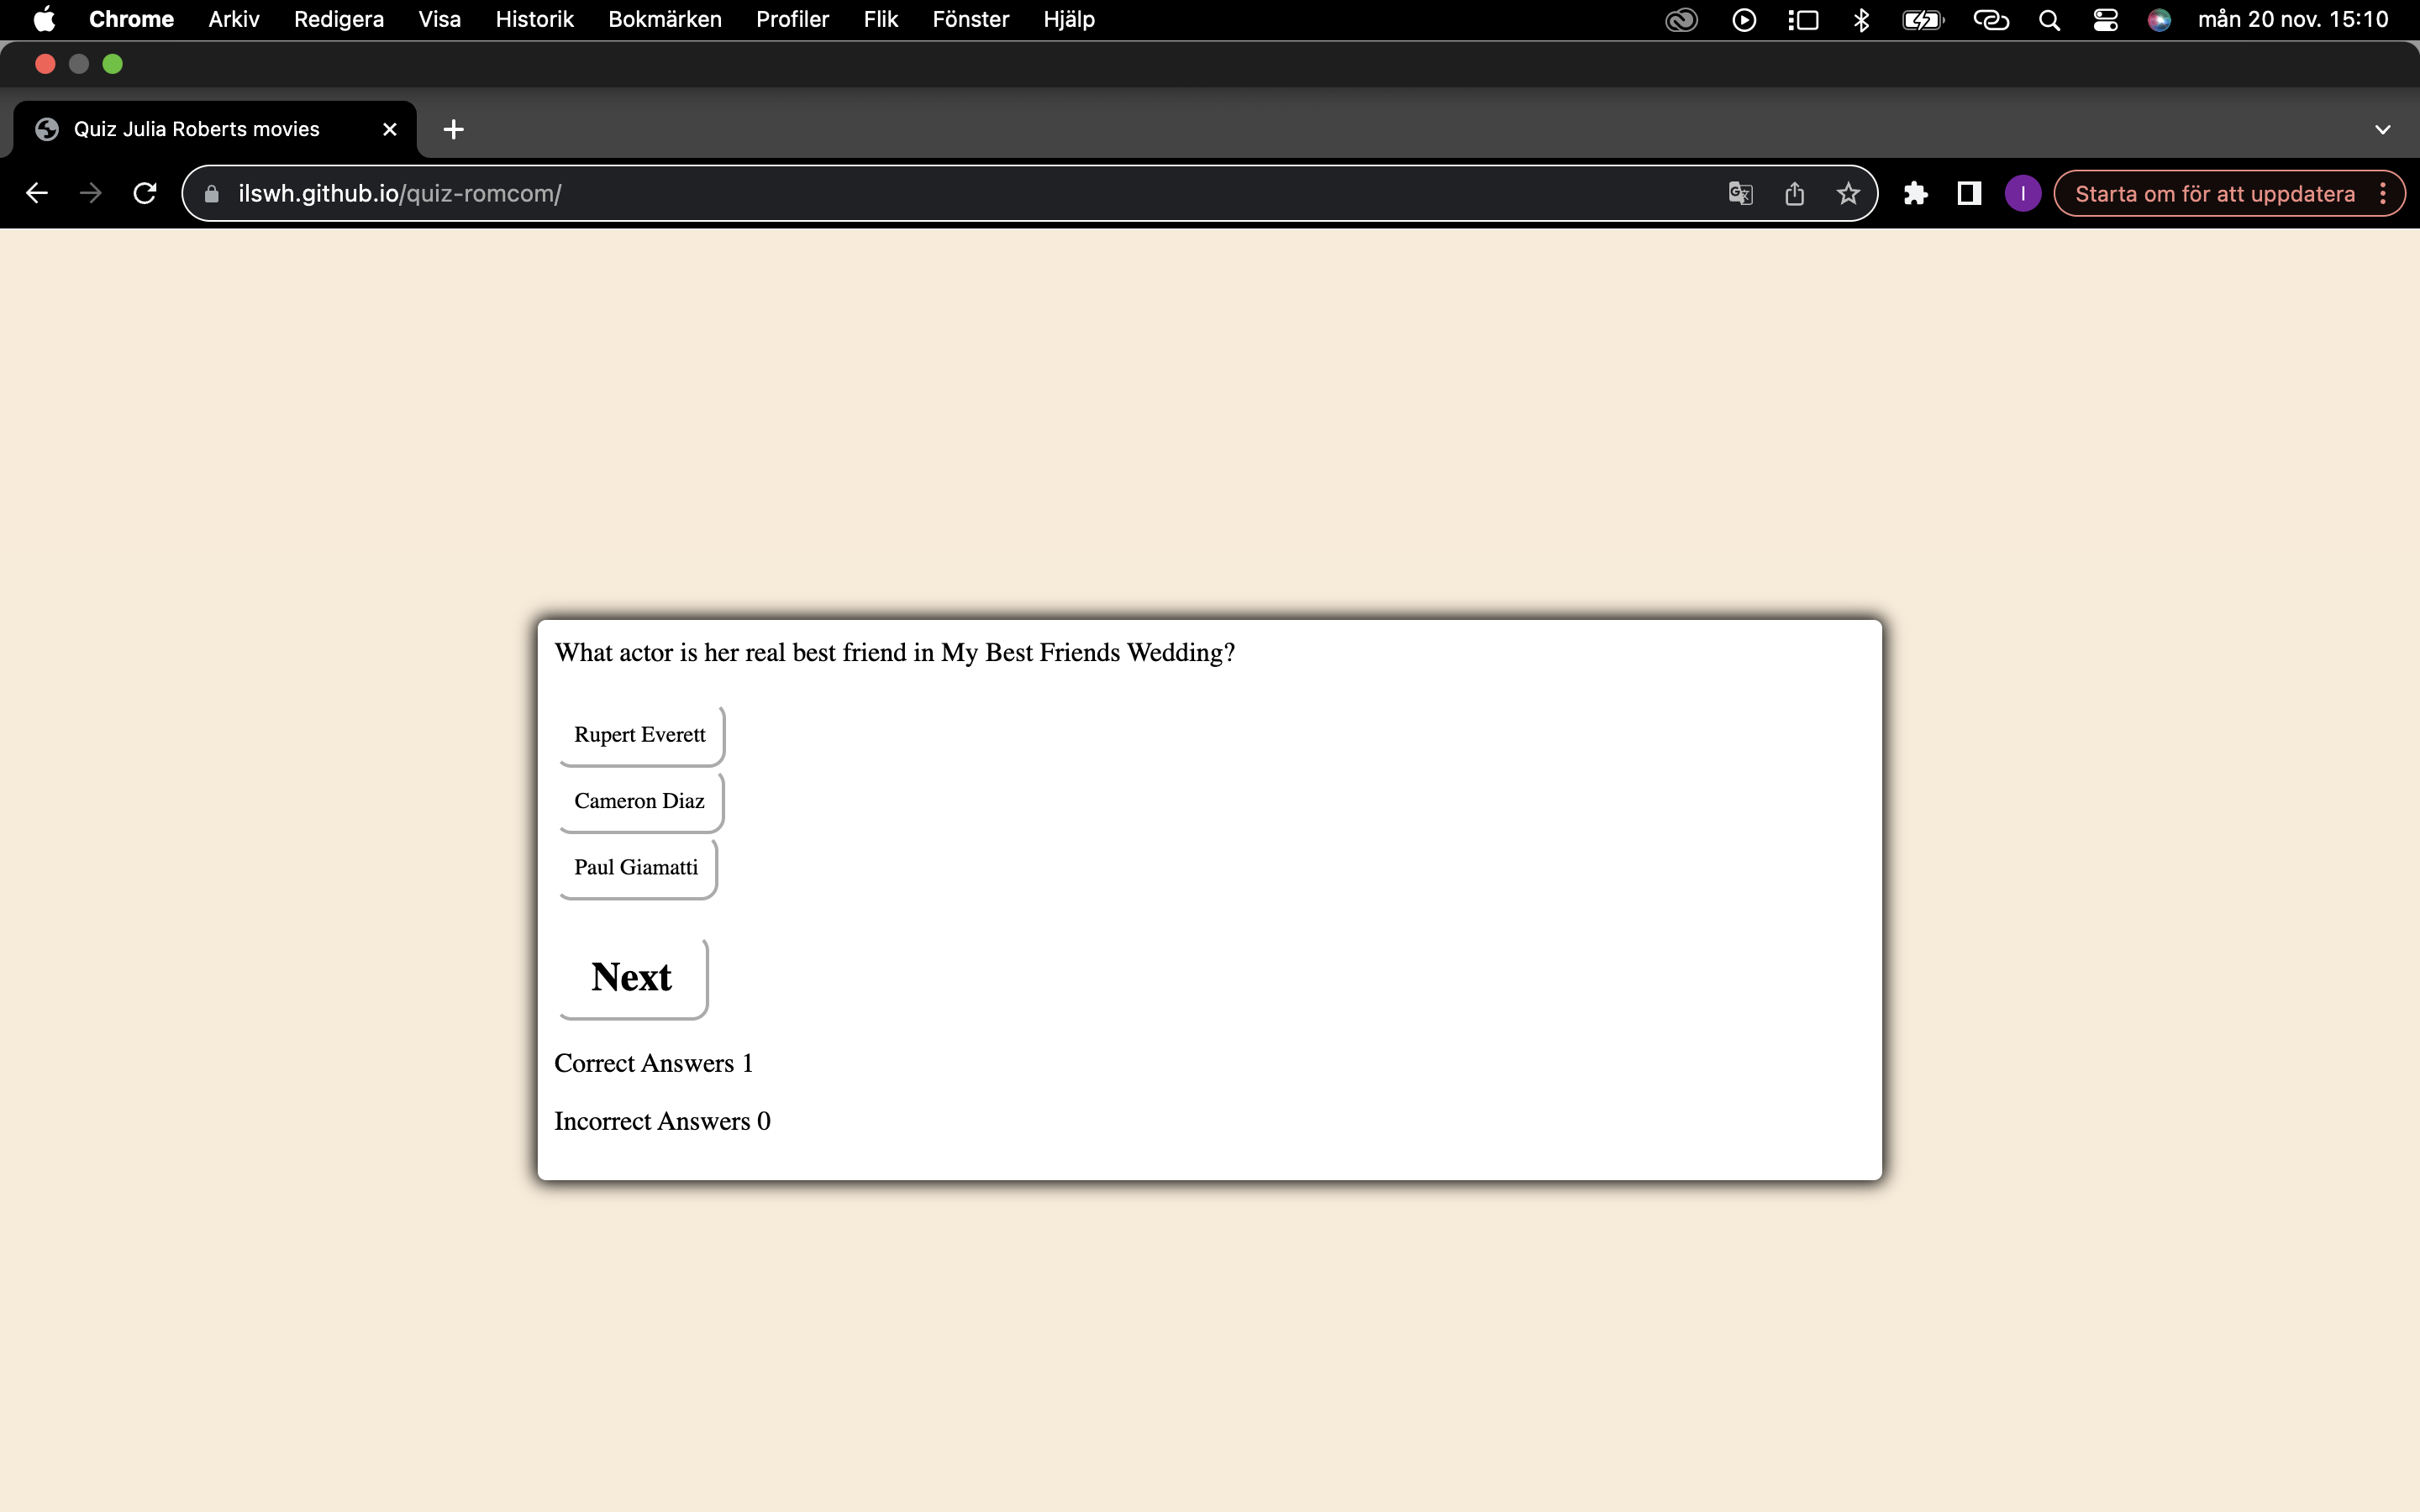 Chrome Arkiv Redigera Visa Historik Bokmärken Profiler Flik Fönster Hjälp mån 20 nov. 15:10
Quiz Julia Roberts movies
ilswh.github.io/quiz-romcom/ I Starta om för att uppdatera
What actor is her real best friend in My Best Friends Wedding?
Rupert Everett
Cameron Diaz
Paul Giamatti
Next
Correct Answers 1
Incorrect Answers 0